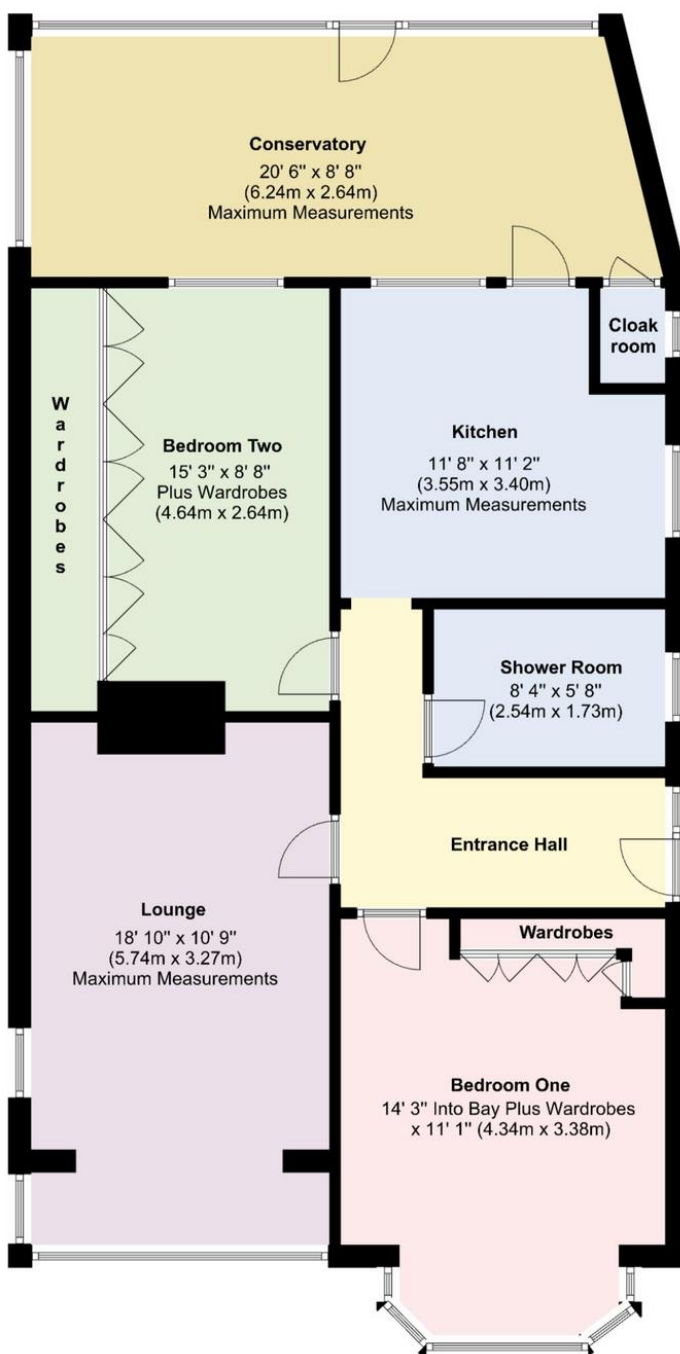 Conservatory
20' 6" x 8' 8"
(6.24m x 2.64m)
Maximum Measurements
Cloak
room
Wardrobes
Bedroom Two
15' 3" x 8' 8"
Plus Wardrobes
(4.64m x 2.64m)
Kitchen
11' 8" x 11' 2"
(3.55m x 3.40m)
Maximum Measurements
Shower Room
8' 4" x 5' 8"
(2.54m x 1.73m)
Entrance Hall
Lounge
18' 10" x 10' 9"
(5.74m x 3.27m)
Maximum Measurements
Wardrobes
Bedroom One
14' 3" Into Bay Plus Wardrobes
x 11' 1" (4.34m x 3.38m)